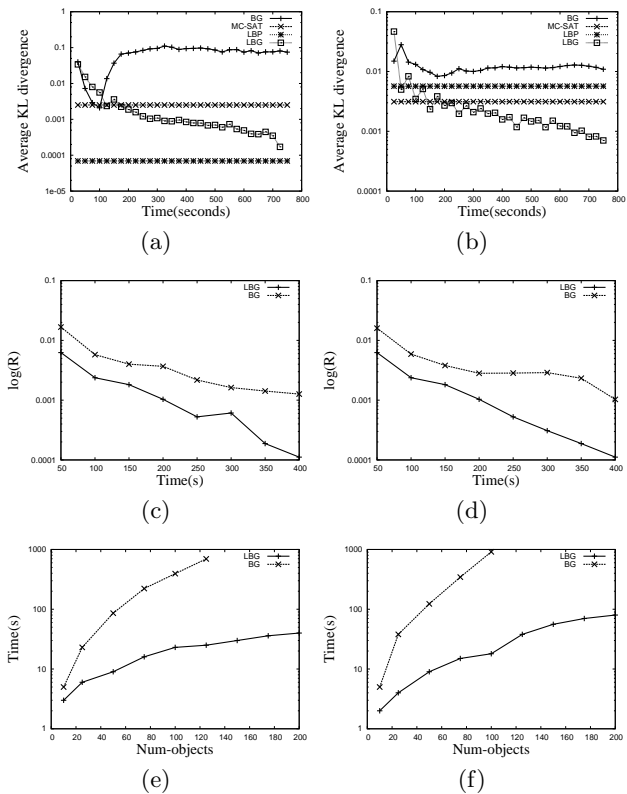 BG
MC-SAT
LBP
LBG
1
0.1
0.01
0.001
0.0001
1e-05
Average KL divergence
0 100 200 300 400 500 600 700 800
Time(seconds)
(a)
BG
LBP
MC-SAT
LBG
0.1
0.01
0.001
0.0001
Average KL divergence
0 100 200 300 400 500 600 700 800
Time(seconds)
(b)
LBG
BG
0.1
0.01
0.001
0.0001
log(R)
50 100 150 200 250 300 350 400
Time(s)
(c)
LBG
BG
0.1
0.01
0.001
0.0001
log(R)
50 100 150 200 250 300 350 400
Time(s)
(d)
LBG
BG
1000
100
10
1
Time(s)
0 20 40 60 80 100 120 140 160 180 200
Num-objects
(e)
LBG
BG
1000
100
10
1
Time(s)
0 20 40 60 80 100 120 140 160 180 200
Num-objects
(f)